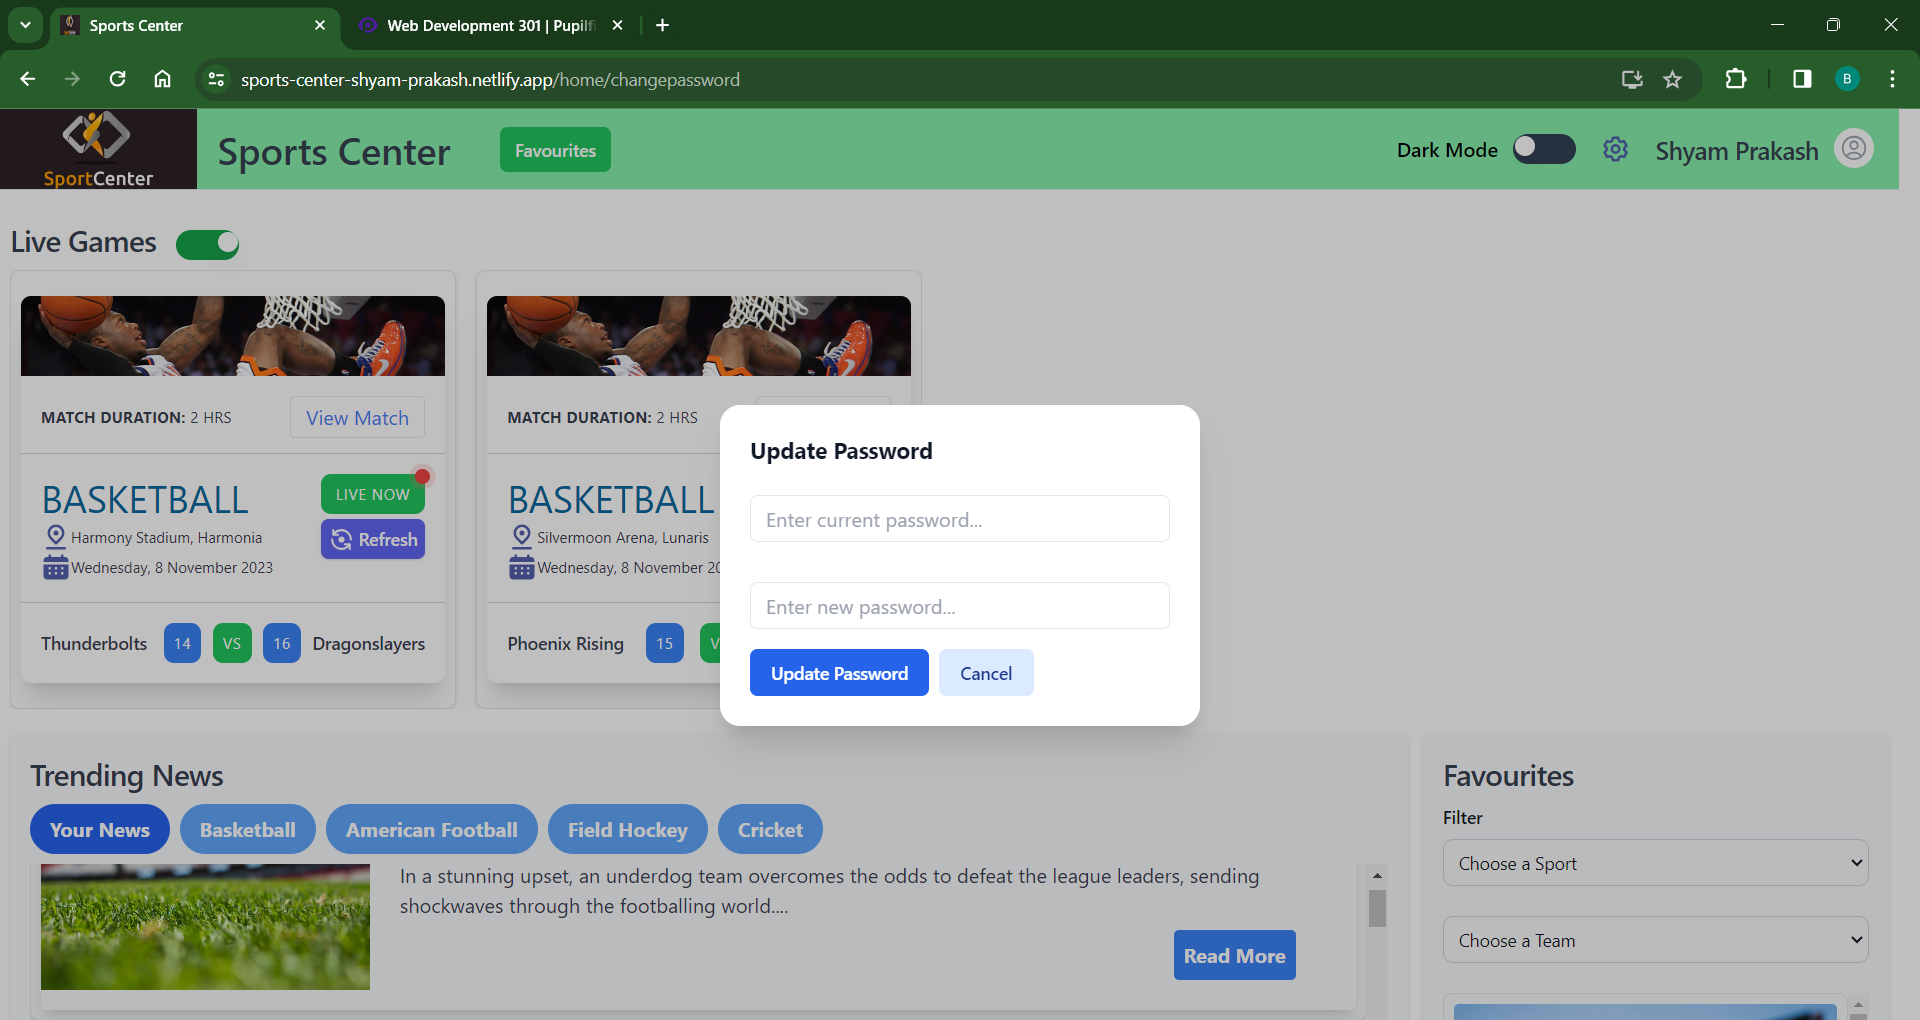 Sports Center
Web Development 301 | Pupilfi
sports-center-shyam-prakash.netlify.app/home/changepassword
B
SportCenter
Sports Center
Favourites
Dark Mode
Shyam Prakash
Live Games
MATCH DURATION: 2 HRS
View Match
BASKETBALL
LIVE NOW
Harmony Stadium, Harmonia
Refresh
Wednesday, 8 November 2023
Thunderbolts 14 VS 16 Dragonslayers
MATCH DURATION: 2 HRS
BASKETBALL
Silvermoon Arena, Lunaris
Wednesday, 8 November 20
Phoenix Rising 15 V
Update Password
Enter current password...
Enter new password...
Update Password
Cancel
Trending News
Your News
Basketball
American Football
Field Hockey
Cricket
In a stunning upset, an underdog team overcomes the odds to defeat the league leaders, sending
shockwaves through the footballing world....
Read More
Favourites
Filter
Choose a Sport
Choose a Team